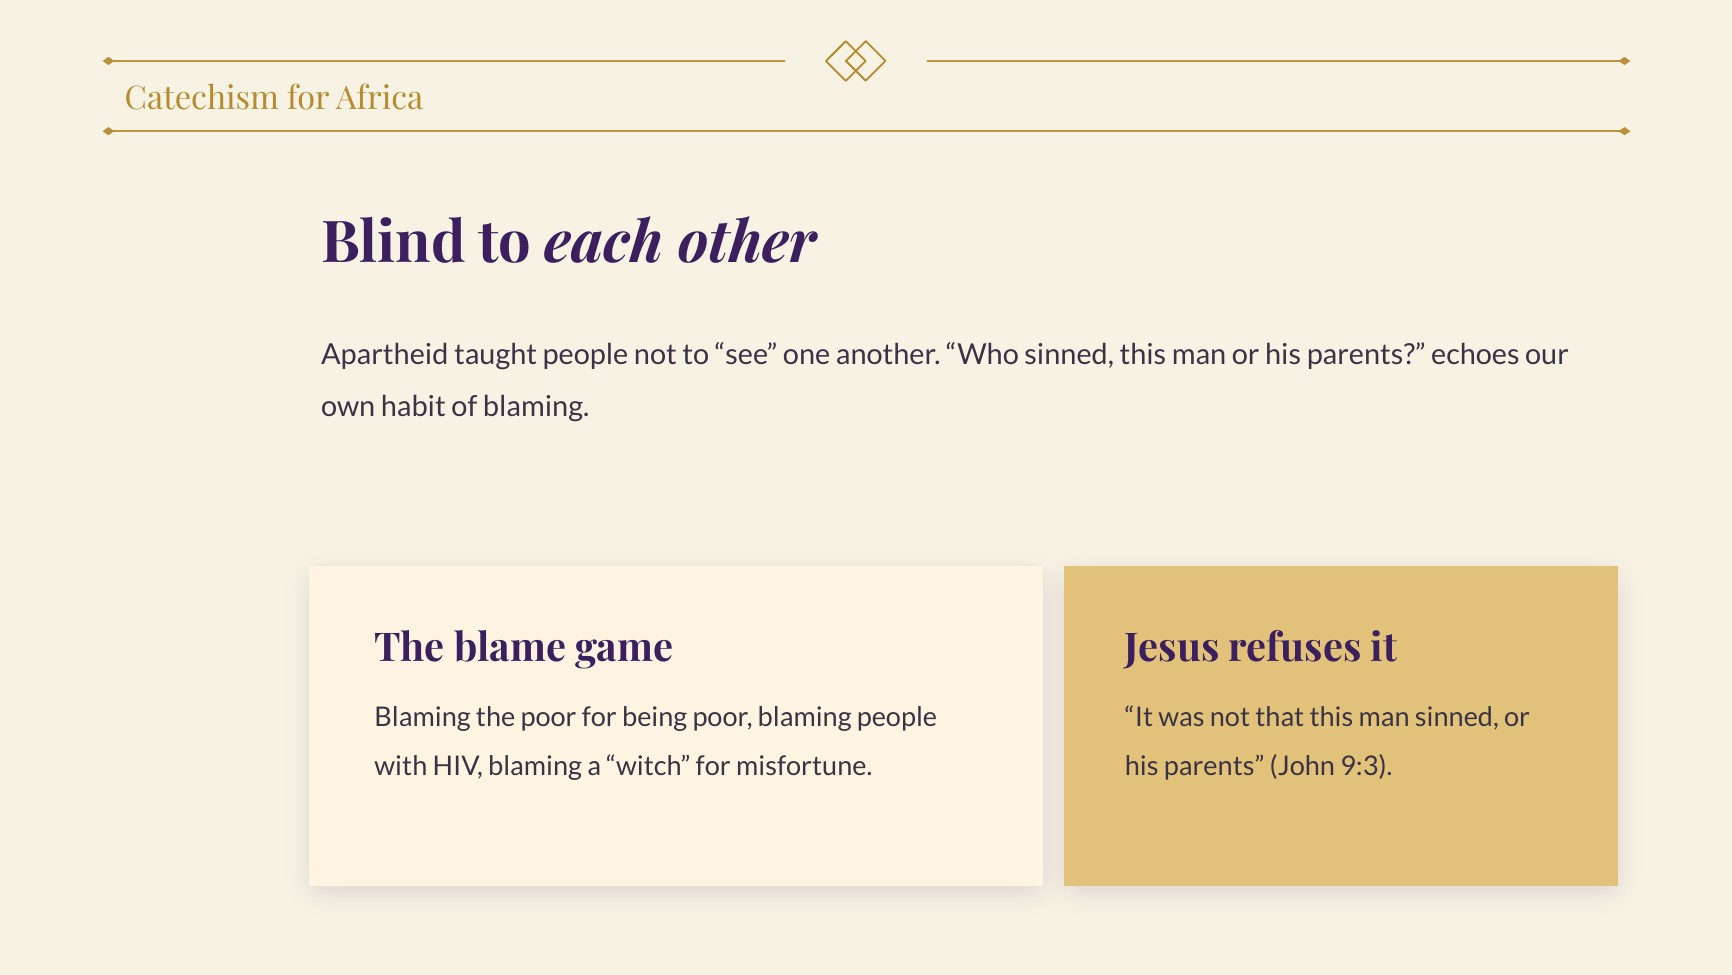 Catechism for Africa
Blind to each other
Apartheid taught people not to “see” one another. “Who sinned, this man or his parents?” echoes our
own habit of blaming.
The blame game
Blaming the poor for being poor, blaming people
with HIV, blaming a “witch” for misfortune.
Jesus refuses it
“It was not that this man sinned, or
his parents” (John 9:3).